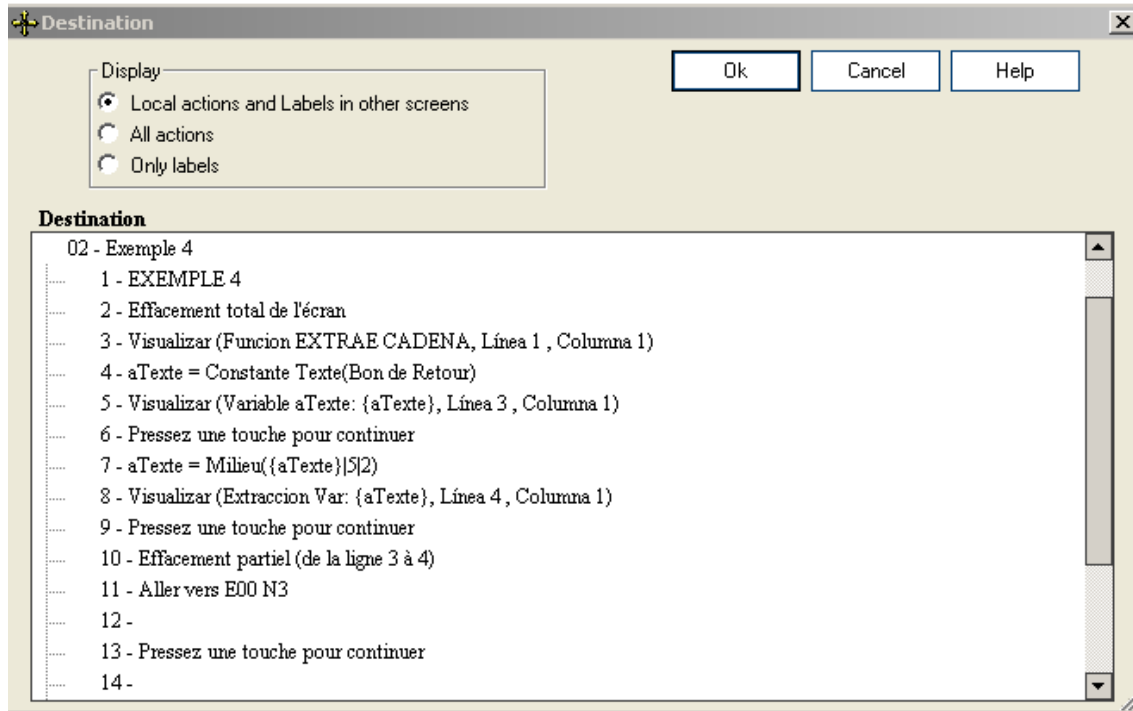 Destination
Display
Local actions and Labels in other screens
All actions
Only labels
Ok
Cancel
Help
Destination
02 - Exemple 4
1 - EXEMPLE 4
2 - Effacement total de l'écran
3 - Visualizar (Funcion EXTRAE CADENA, Línea 1 , Columna 1)
4 - aTexte = Constante Texte(Bon de Retour)
5 - Visualizar (Variable aTexte: {aTexte}, Línea 3 , Columna 1)
6 - Pressez une touche pour continuer
7 - aTexte = Milieu({aTexte}|5|2)
8 - Visualizar (Extraccion Var: {aTexte}, Línea 4 , Columna 1)
9 - Pressez une touche pour continuer
10 - Effacement partiel (de la ligne 3 à 4)
11 - Aller vers E00 N3
12 -
13 - Pressez une touche pour continuer
14 -